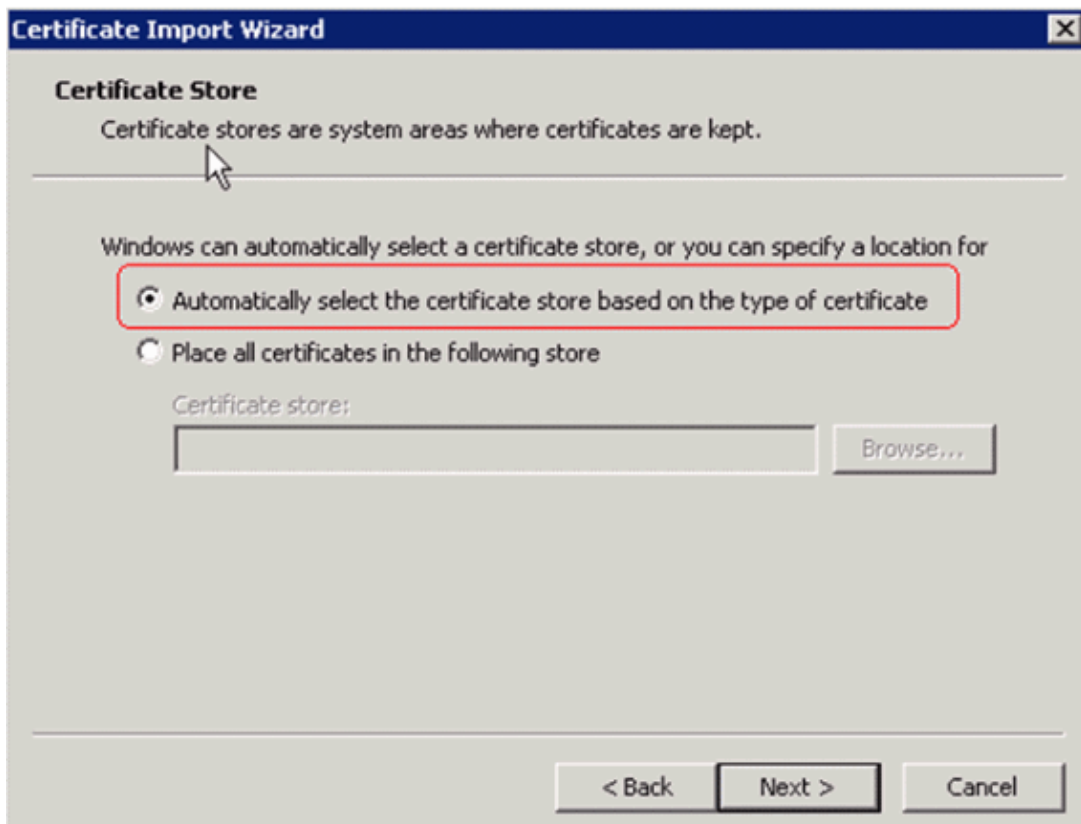 Certificate Import Wizard
Certificate Store
Certificate stores are system areas where certificates are kept.
Windows can automatically select a certificate store, or you can specify a location for
Automatically select the certificate store based on the type of certificate
Place all certificates in the following store
Certificate store:
Browse...
< Back
Next >
Cancel